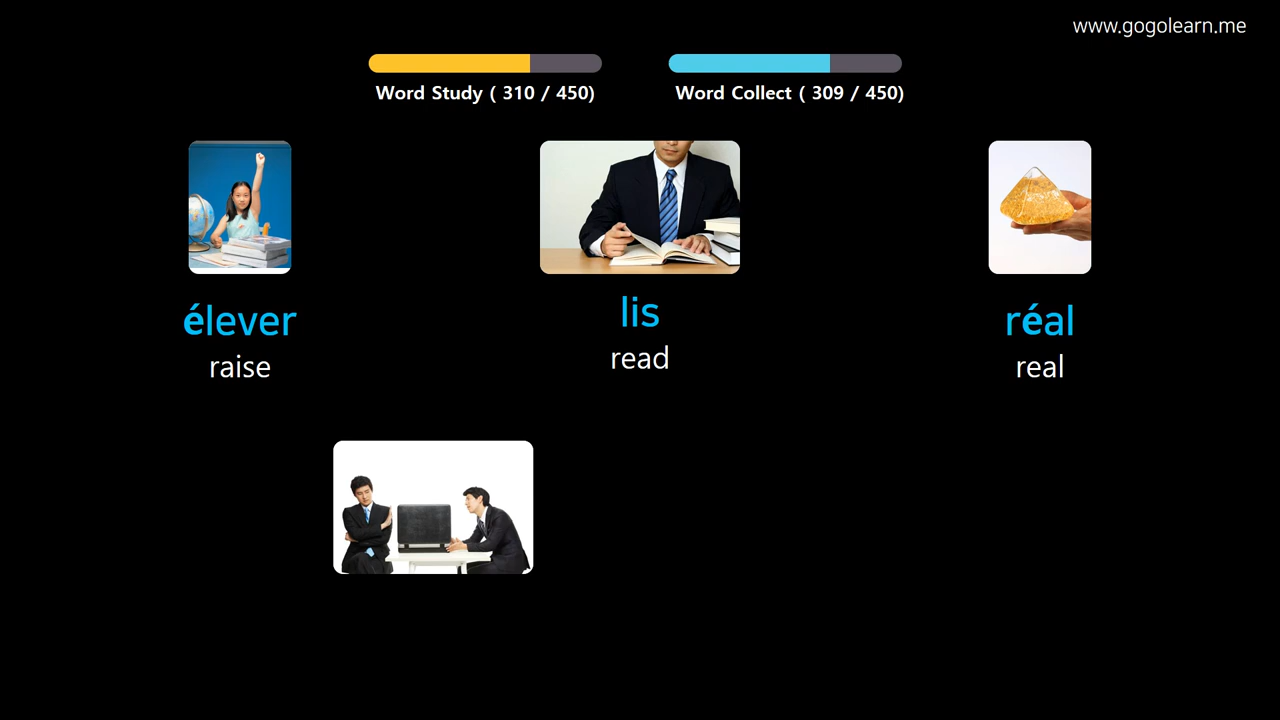 www.gogolearn.me
Word Study ( 310 / 450)
Word Collect ( 309 / 450)
élever
raise
lis
read
réal
real